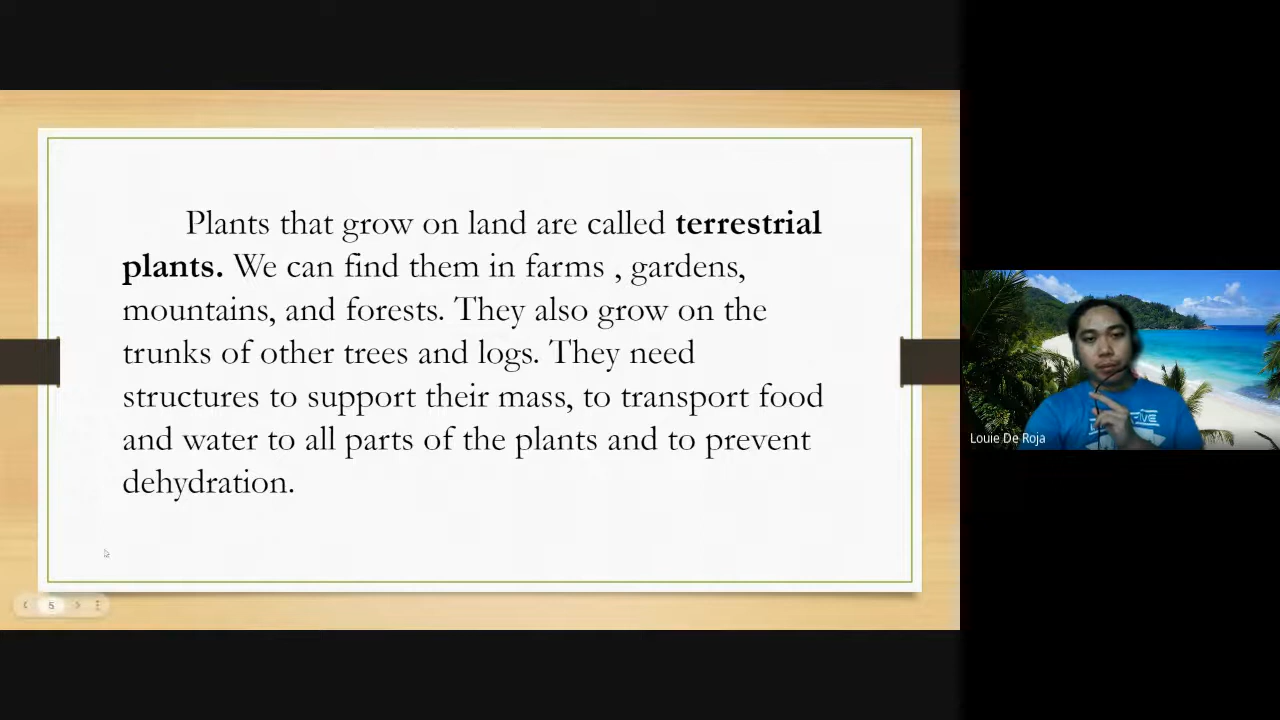 Plants that grow on land are called terrestrial
plants. We can find them in farms , gardens,
mountains, and forests. They also grow on the
trunks of other trees and logs. They need
structures to support their mass, to transport food
and water to all parts of the plants and to prevent
dehydration.
5
Louie De Roja